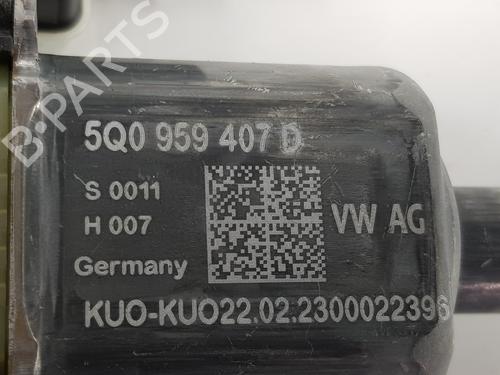 B-PARTS
5Q0 959 407 D
S 0011
H 007
VW AG
Germany
KUO-KUO22.02.2300022396